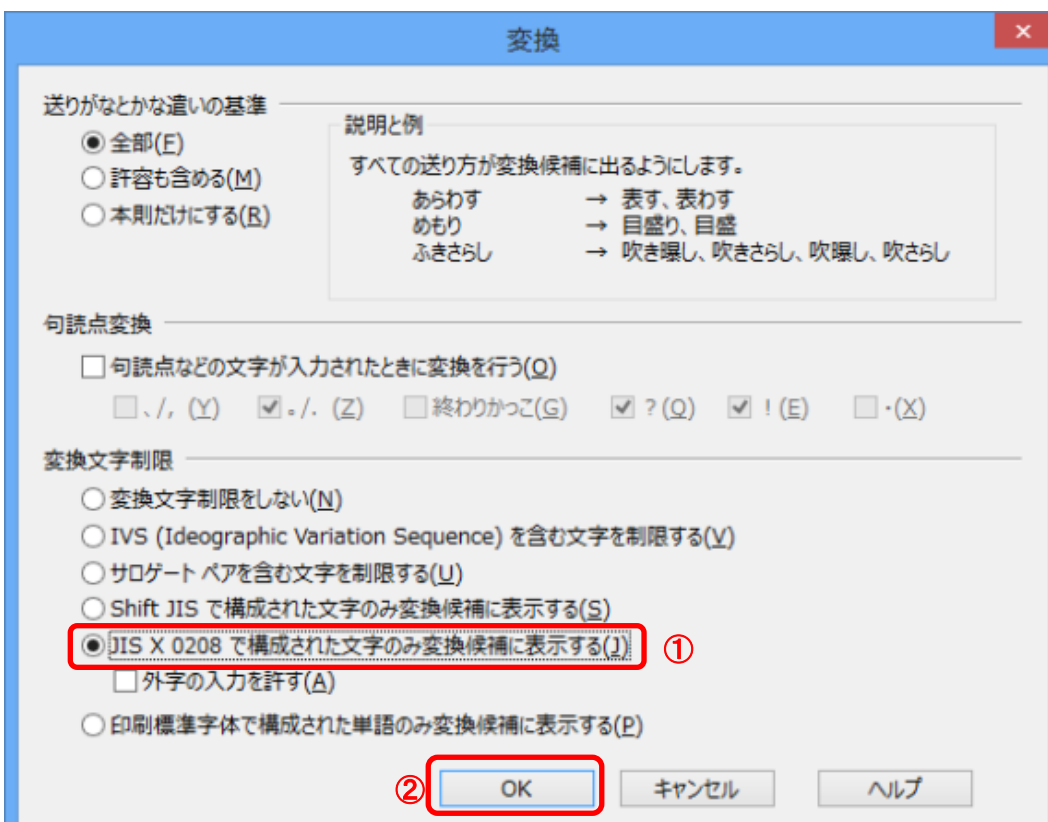 変換
×
送りがなとかな遣いの基準
全部(F)
許容も含める(M)
本則だけにする(R)
説明と例
すべての送り方が変換候補に出るようにします。
あらわす → 表す、表わす
めもり → 目盛り、目盛
ふきさらし → 吹き曝し、吹きさらし、吹曝し、吹さらし
句読点変換
句読点などの文字が入力されたときに変換を行う(O)
、/, (Y) 。/. (Z) 終わりかっこ(G) ? (Q) ! (E) ・(X)
変換文字制限
変換文字制限をしない(N)
IVS (Ideographic Variation Sequence) を含む文字を制限する(V)
サロゲート ペアを含む文字を制限する(U)
Shift JIS で構成された文字のみ変換候補に表示する(S)
JIS X 0208 で構成された文字のみ変換候補に表示する(J) ①
外字の入力を許す(A)
印刷標準字体で構成された単語のみ変換候補に表示する(P)
② OK キャンセル ヘルプ